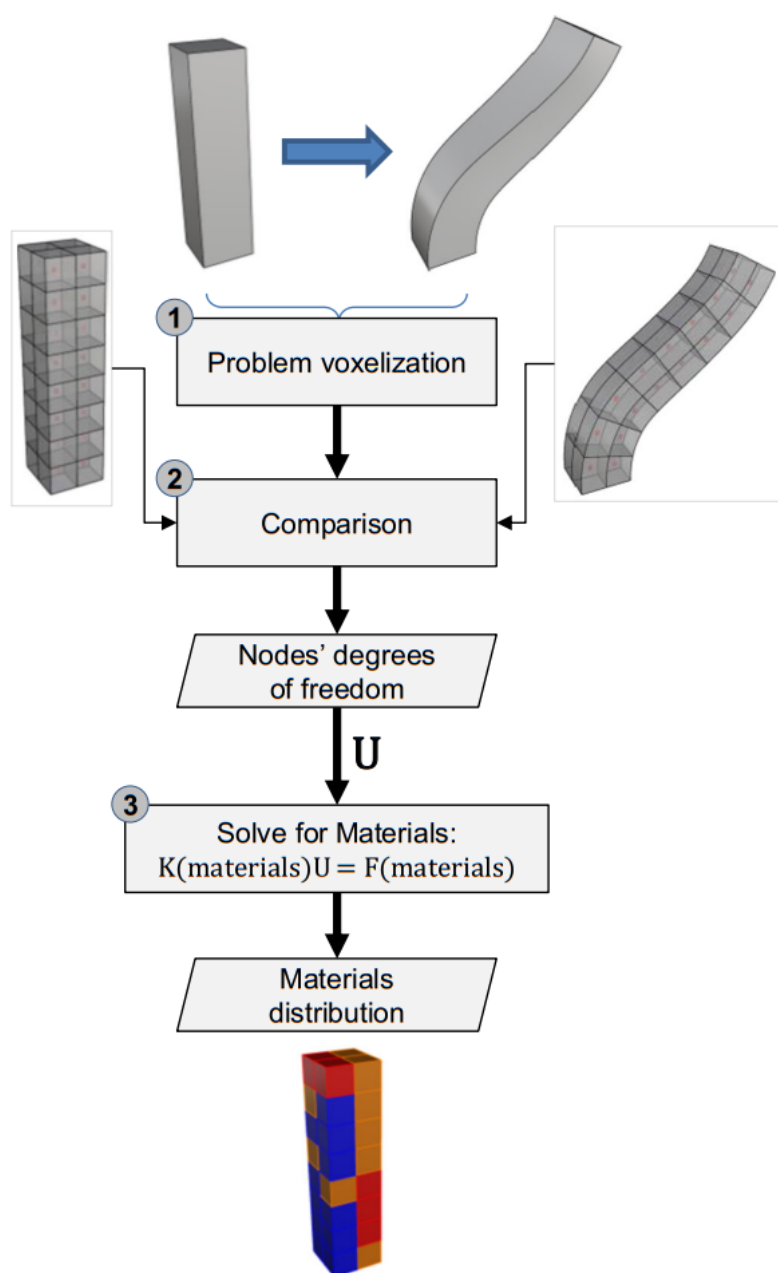 1
Problem voxelization
2
Comparison
Nodes’ degrees
of freedom
U
3
Solve for Materials:
K(materials)U = F(materials)
Materials
distribution